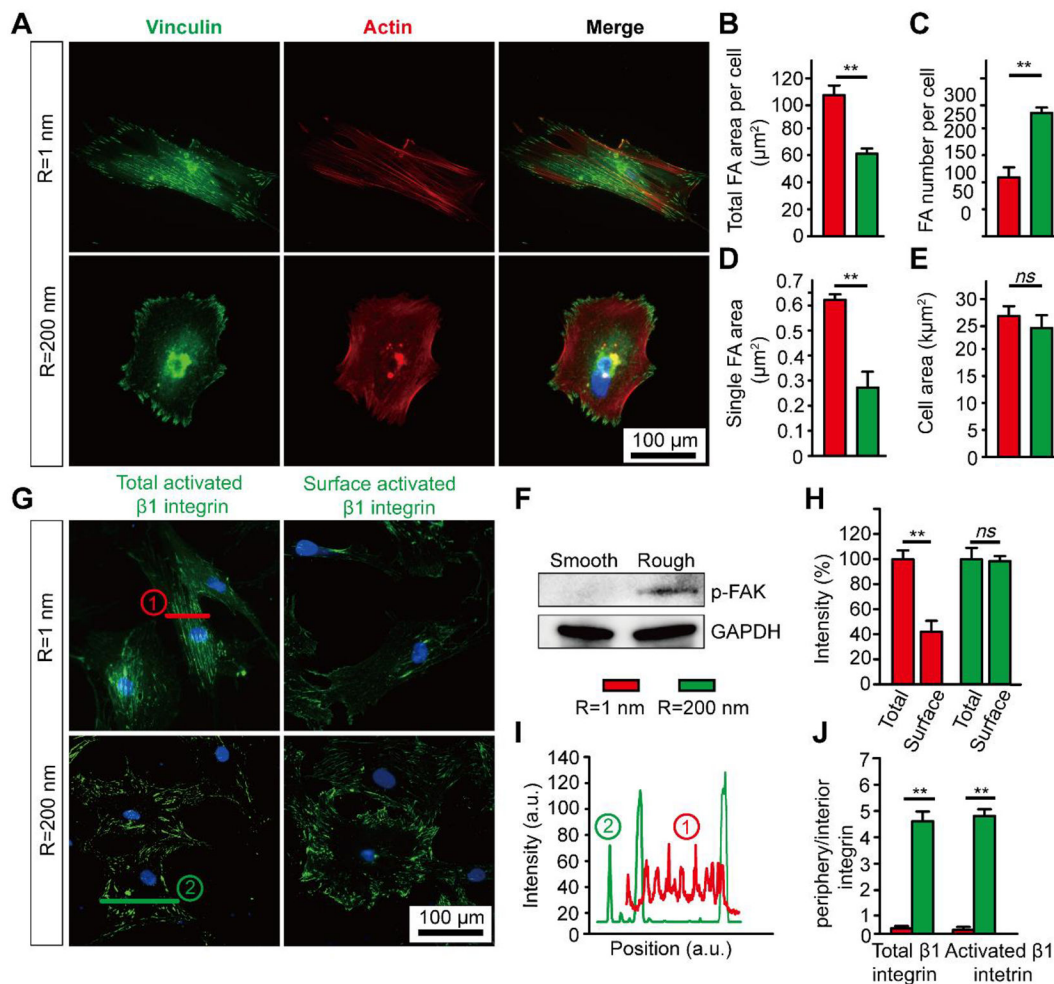 A
Vinculin
Actin
Merge
R=1 nm
R=200 nm
100 µm
B
Total FA area per cell
(µm²)
120
100
80
60
60
40
20
0
**
C
FA number per cell
300
250
200
150
100
50
0
**
D
Single FA area
(µm²)
0.7
0.6
0.5
0.4
0.3
0.2
0.1
0
**
E
Cell area (kµm²)
30
25
20
15
10
5
0
ns
G
Total activated
β1 integrin
Surface activated
β1 integrin
R=1 nm
R=200 nm
1
2
100 µm
F
Smooth
Rough
p-FAK
GAPDH
R=1 nm
R=200 nm
H
Intensity (%)
100
80
60
40
20
0
**
ns
Total
Surface
Total
Surface
I
Intensity (a.u.)
140
120
100
80
60
40
20
0
2
1
Position (a.u.)
J
periphery/interior
integrin
7
6
5
4
3
2
1
0
**
**
Total β1
integrin
Activated β1
intetrin